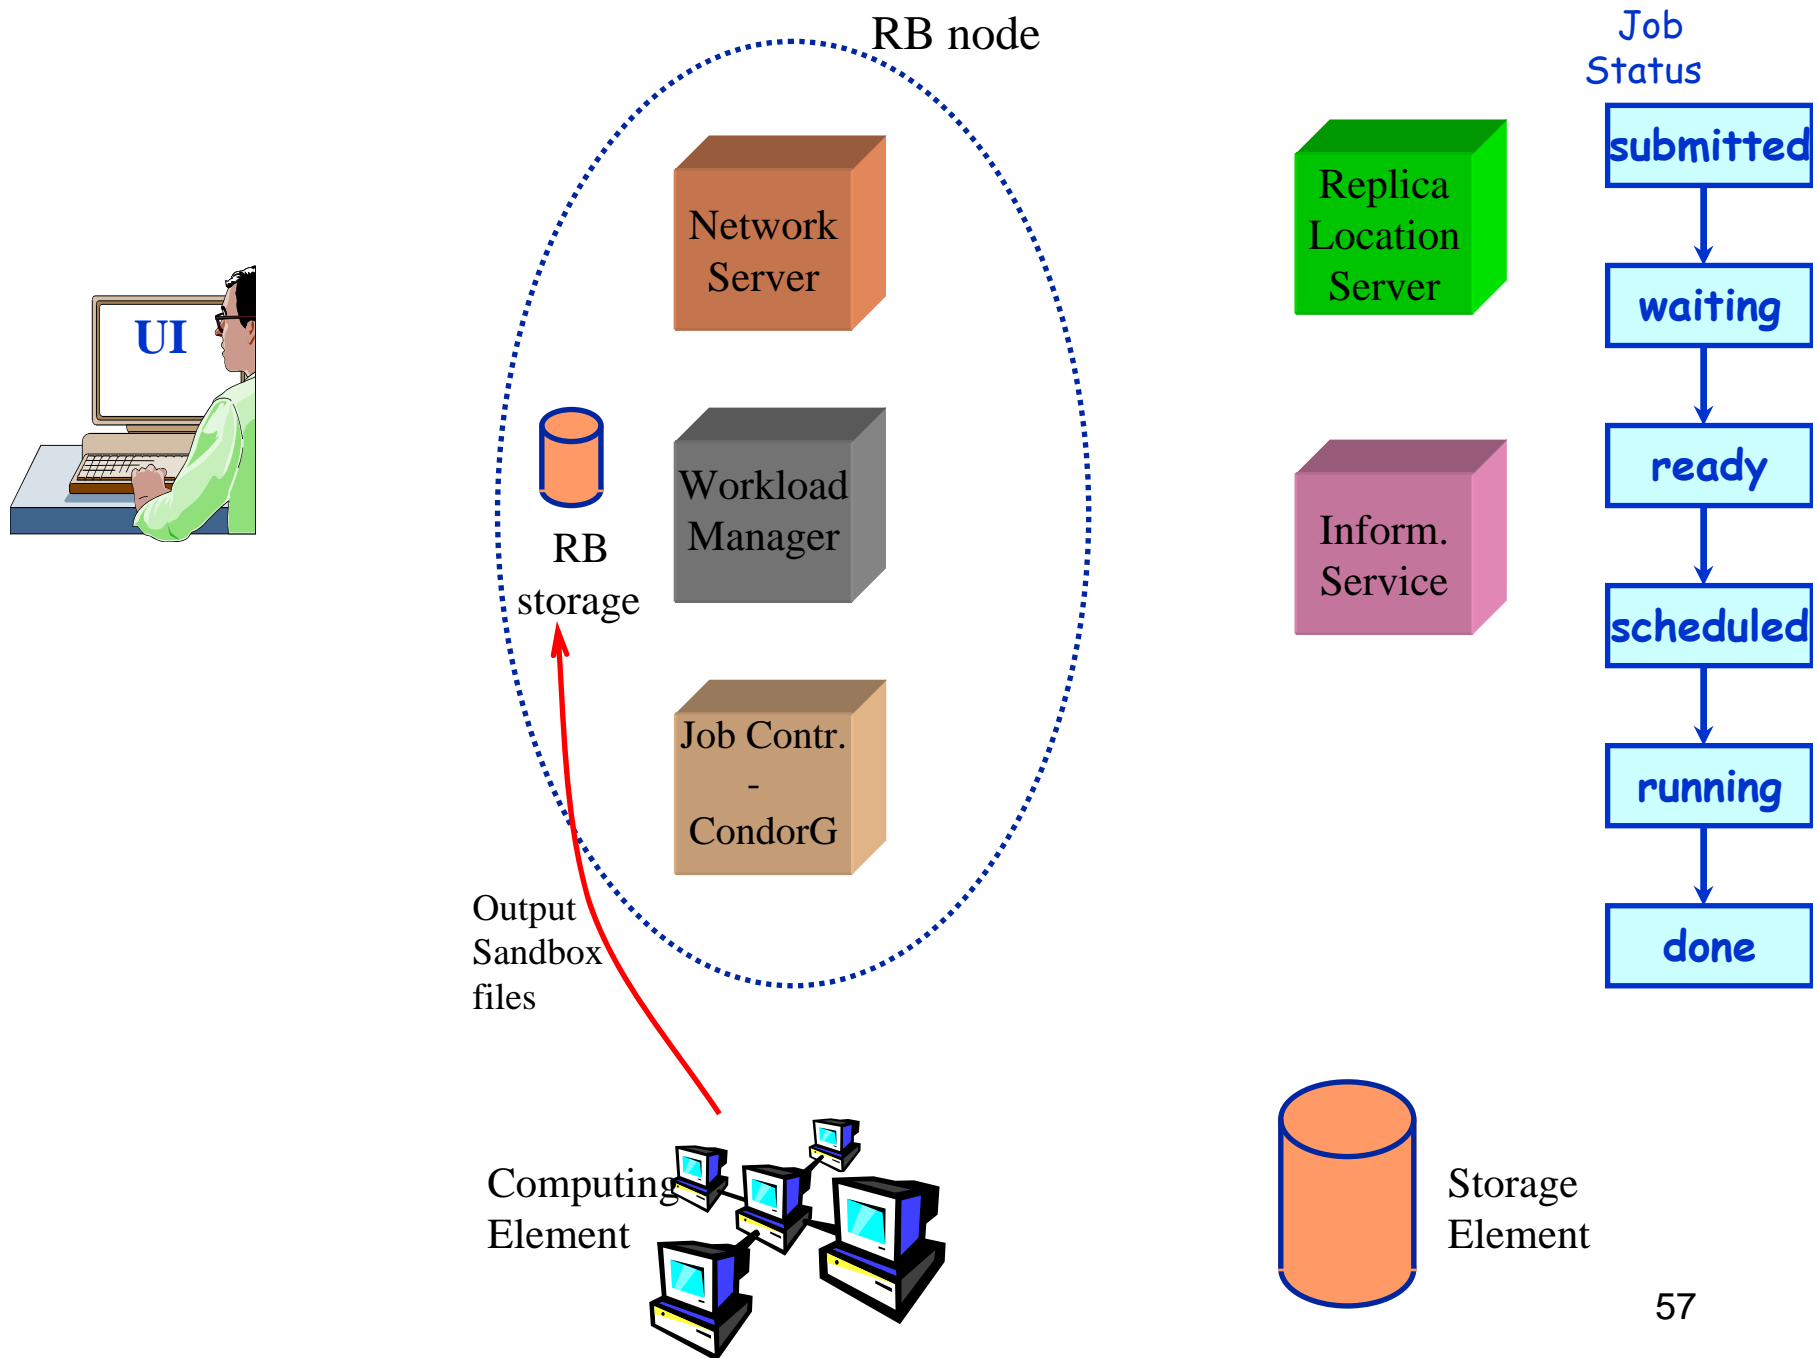 RB node
Job
Status
submitted
Network
Server
Replica
Location
Server
UI
waiting
Workload
Manager
ready
RB
storage
Inform.
Service
scheduled
Job Contr.
-
CondorG
running
Output
Sandbox
files
done
Computing
Element
Storage
Element
57